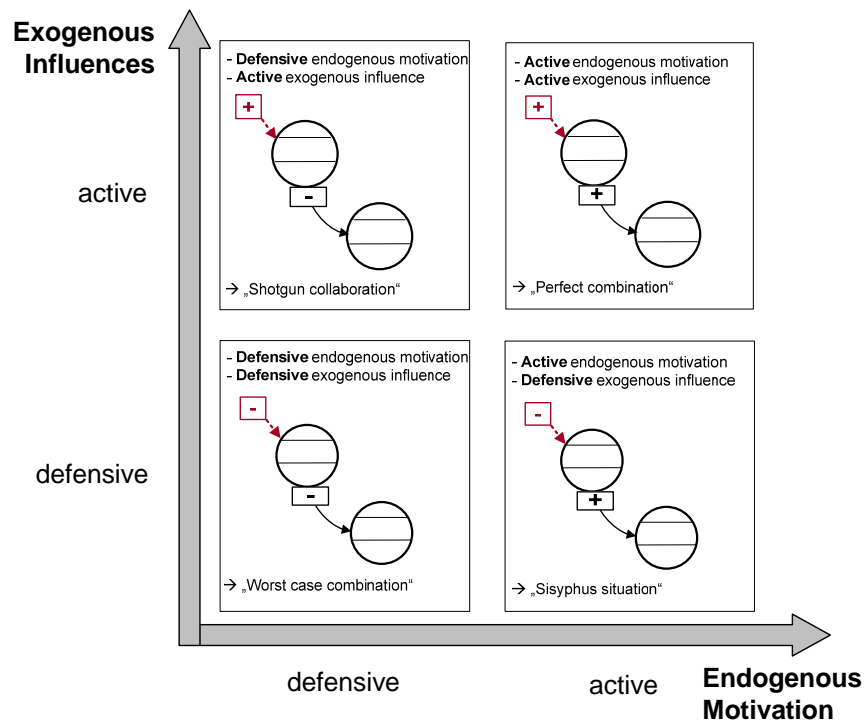 Exogenous
Influences
- Defensive endogenous motivation
- Active exogenous influence
+
-
→ „Shotgun collaboration“
- Active endogenous motivation
- Active exogenous influence
+
+
→ „Perfect combination“
active
- Defensive endogenous motivation
- Defensive exogenous influence
-
-
→ „Worst case combination“
- Active endogenous motivation
- Defensive exogenous influence
-
+
→ „Sisyphus situation“
defensive
defensive
active
Endogenous
Motivation